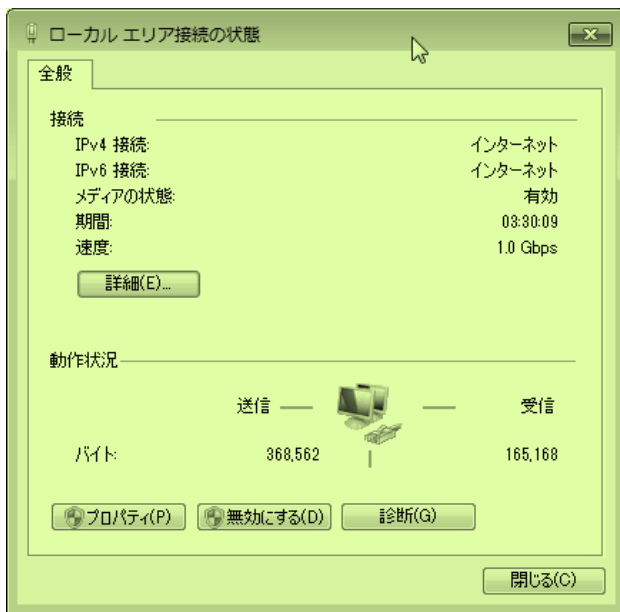 ローカル エリア接続の状態
全般
接続
IPv4 接続: インターネット
IPv6 接続: インターネット
メディアの状態: 有効
期間: 03:30:09
速度: 1.0 Gbps
詳細(E)...
動作状況
送信 受信
バイト: 368,562 165,168
プロパティ(P) 無効にする(D) 診断(G)
閉じる(C)